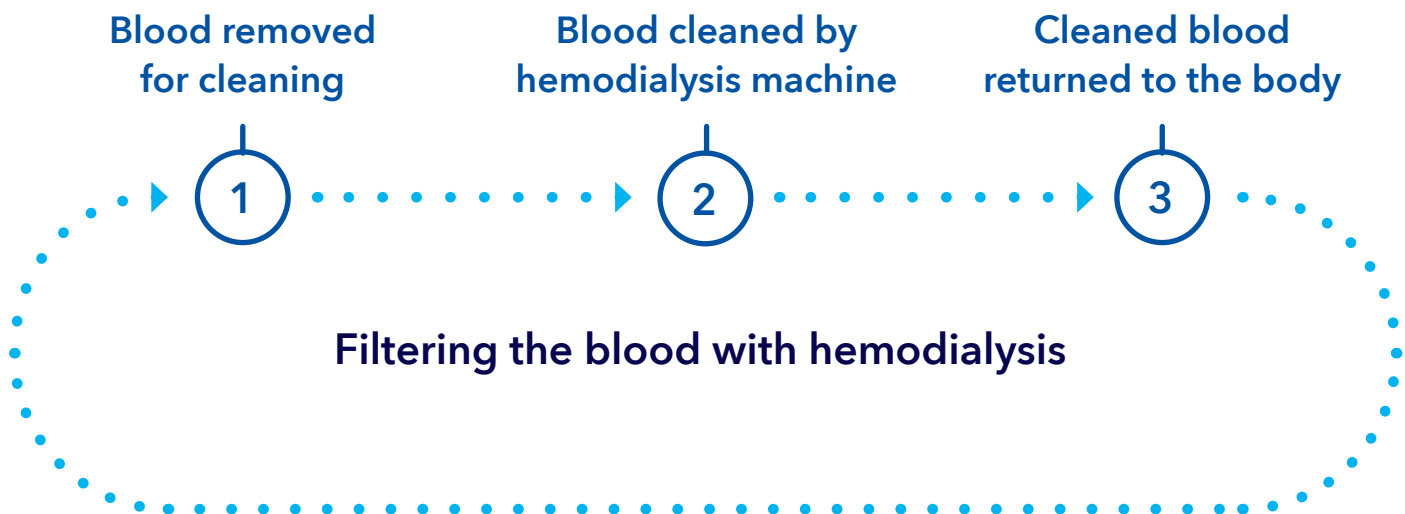 Blood removed
for cleaning
Blood cleaned by
hemodialysis machine
Cleaned blood
returned to the body
1
2
3
Filtering the blood with hemodialysis